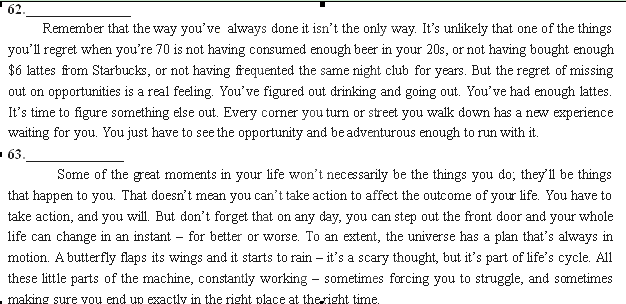 62.______________
Remember that the way you've always done it isn't the only way. It's unlikely that one of the things
you'll regret when you're 70 is not having consumed enough beer in your 20s, or not having bought enough
$6 lattes from Starbucks, or not having frequented the same night club for years. But the regret of missing
out on opportunities is a real feeling. You've figured out drinking and going out. You've had enough lattes.
It's time to figure something else out. Every corner you turn or street you walk down has a new experience
waiting for you. You just have to see the opportunity and be adventurous enough to run with it.
63.______________
Some of the great moments in your life won't necessarily be the things you do; they'll be things
that happen to you. That doesn't mean you can't take action to affect the outcome of your life. You have to
take action, and you will. But don't forget that on any day, you can step out the front door and your whole
life can change in an instant – for better or worse. To an extent, the universe has a plan that's always in
motion. A butterfly flaps its wings and it starts to rain – it's a scary thought, but it's part of life's cycle. All
these little parts of the machine, constantly working – sometimes forcing you to struggle, and sometimes
making sure you end up exactly in the right place at the right time.